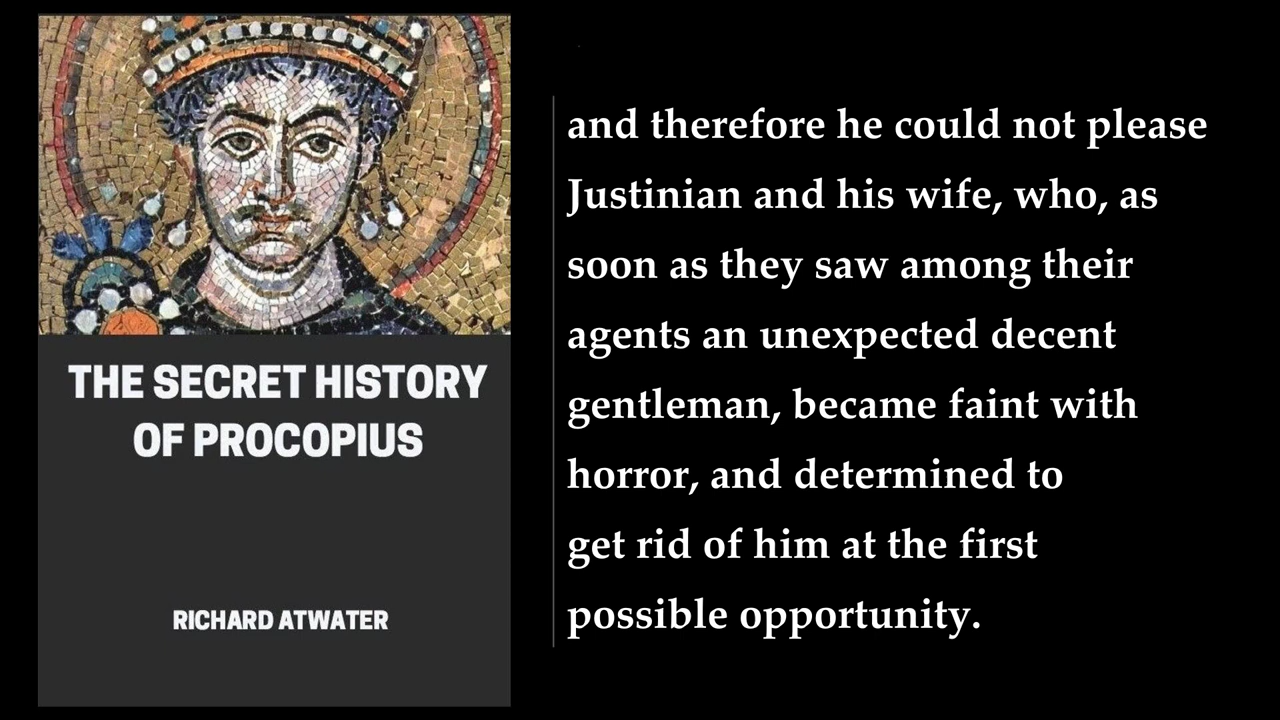 THE SECRET HISTORY
OF PROCOPIUS
RICHARD ATWATER
and therefore he could not please
Justinian and his wife, who, as
soon as they saw among their
agents an unexpected decent
gentleman, became faint with
horror, and determined to
get rid of him at the first
possible opportunity.